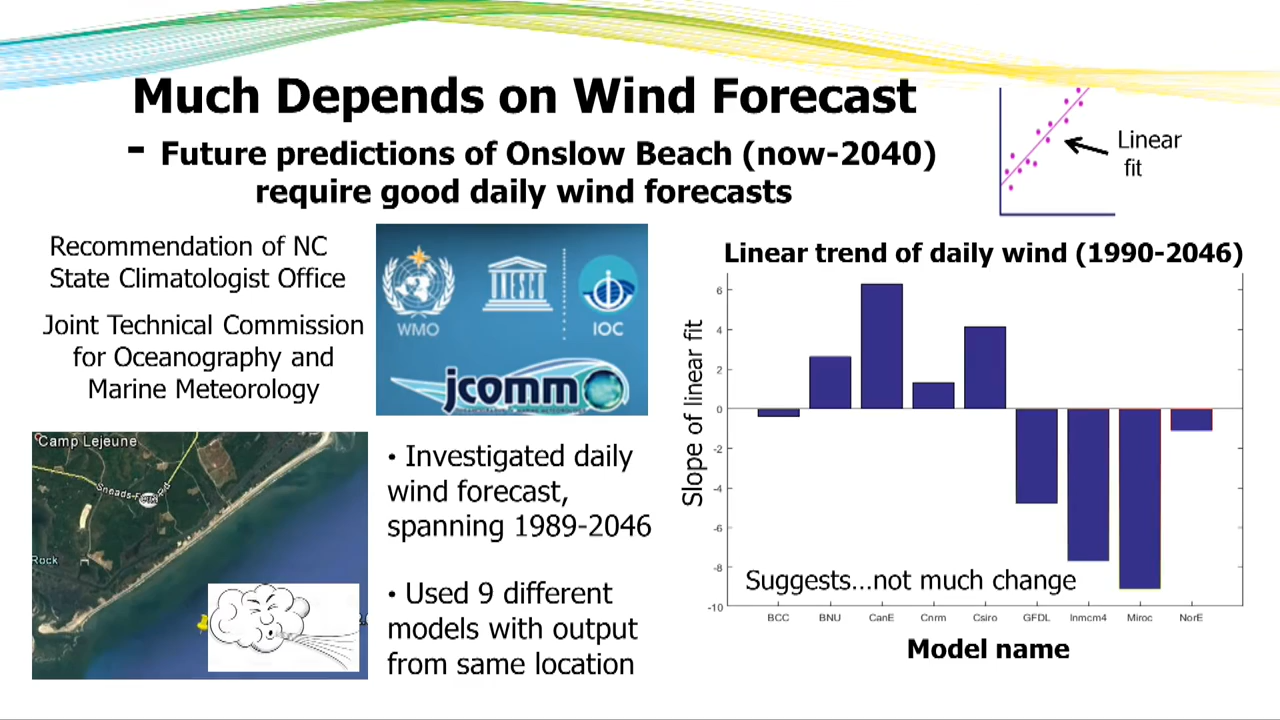 Much Depends on Wind Forecast
- Future predictions of Onslow Beach (now-2040)
require good daily wind forecasts
Linear
fit
Recommendation of NC
State Climatologist Office
Joint Technical Commission
for Oceanography and
Marine Meteorology
WMO
UNESCO
IOC
jcomm
Camp Lejeune
Sneads-F Rd
Rock
• Investigated daily
wind forecast,
spanning 1989-2046
• Used 9 different
models with output
from same location
Linear trend of daily wind (1990-2046)
Slope of linear fit
6
4
2
0
-2
-4
-6
-8
-10
Suggests...not much change
BCC BNU CanE Cnrm Csiro GFDL Inmcm4 Miroc NorE
Model name